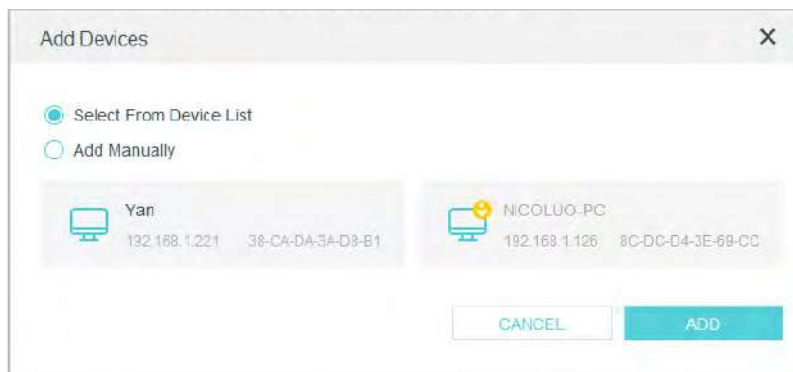 Add Devices
Select From Device List
Add Manually
Yan
192.168.1.221 38-CA-DA-3A-D8-B1
NICOLUO-PC
192.168.1.126 8C-DC-D4-3E-69-CC
CANCEL
ADD